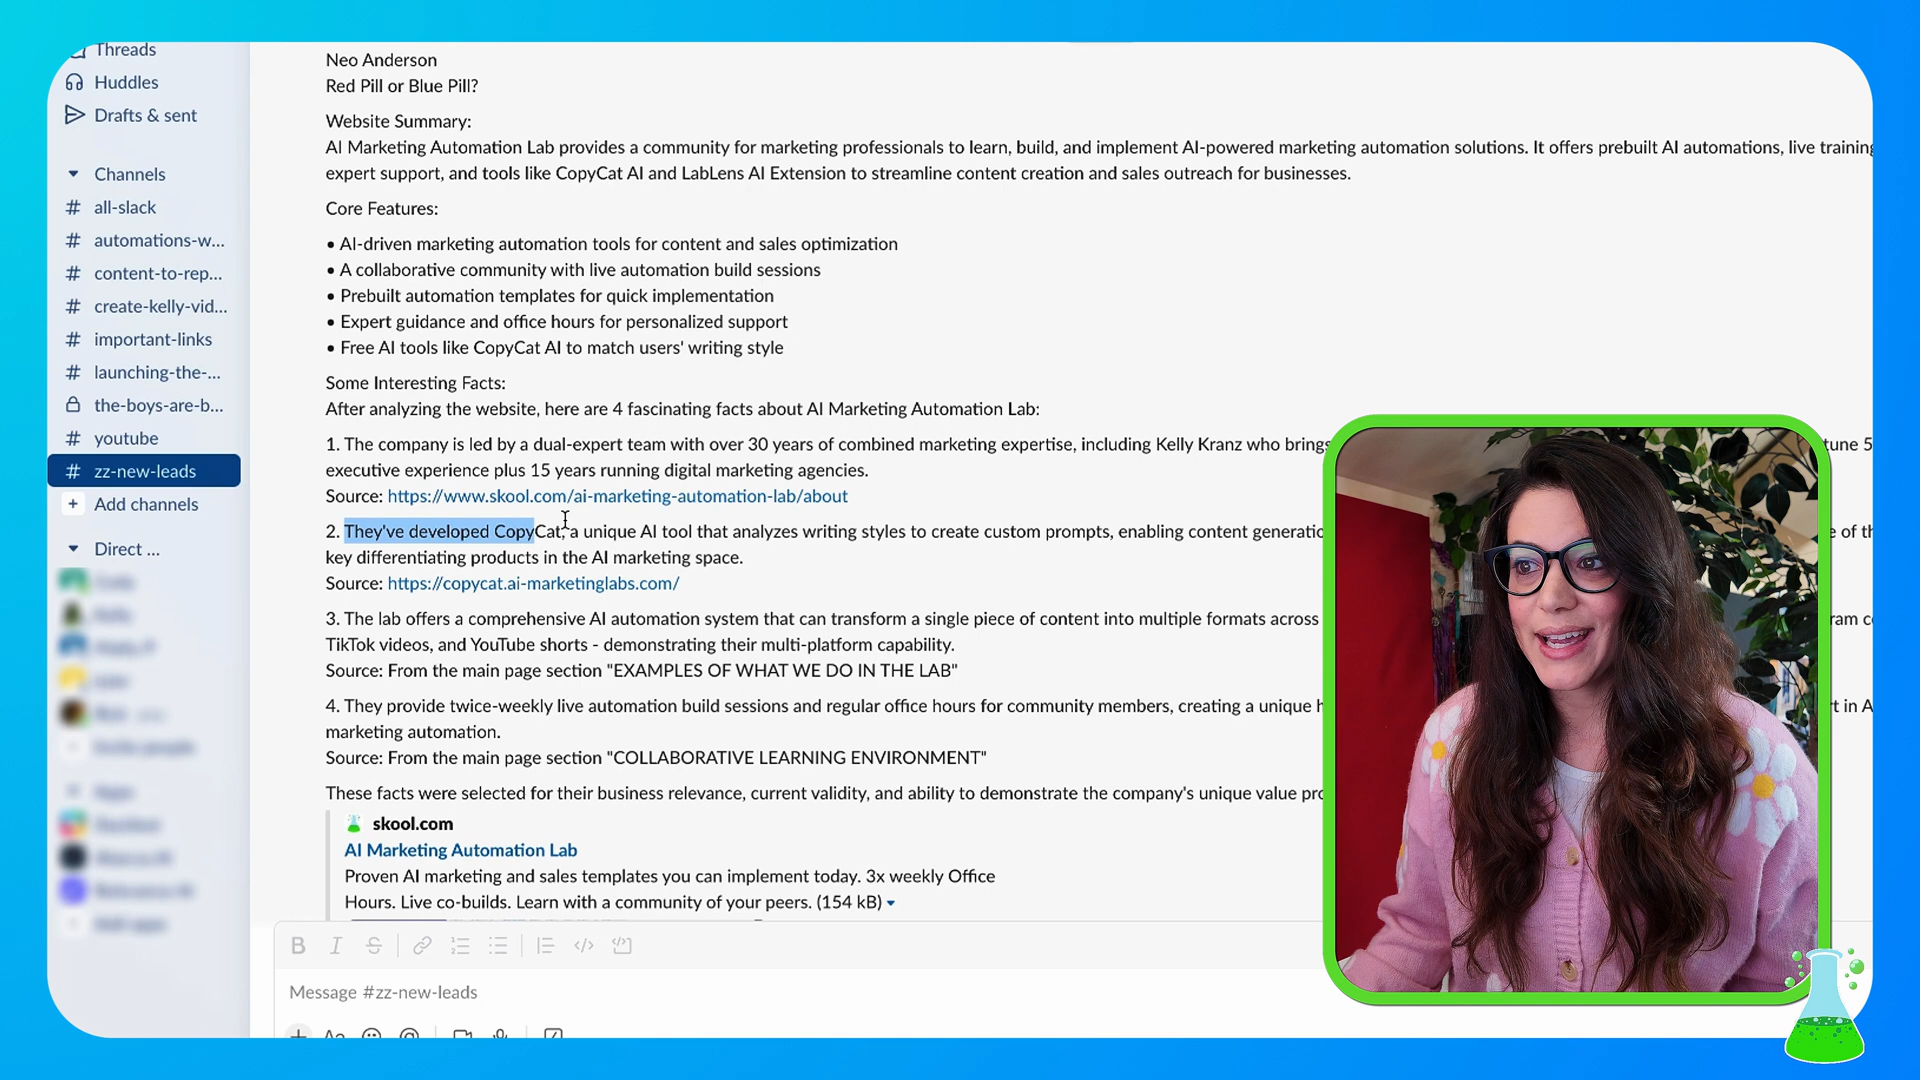 Threads
Huddles
Drafts & sent
Channels
# all-slack
# automations-w...
# content-to-rep...
# create-kelly-vid...
# important-links
# launching-the-...
the-boys-are-b...
# youtube
# zz-new-leads
+ Add channels
Direct ...
Neo Anderson
Red Pill or Blue Pill?
Website Summary:
AI Marketing Automation Lab provides a community for marketing professionals to learn, build, and implement AI-powered marketing automation solutions. It offers prebuilt AI automations, live training
expert support, and tools like CopyCat AI and LabLens AI Extension to streamline content creation and sales outreach for businesses.
Core Features:
• AI-driven marketing automation tools for content and sales optimization
• A collaborative community with live automation build sessions
• Prebuilt automation templates for quick implementation
• Expert guidance and office hours for personalized support
• Free AI tools like CopyCat AI to match users' writing style
Some Interesting Facts:
After analyzing the website, here are 4 fascinating facts about AI Marketing Automation Lab:
1. The company is led by a dual-expert team with over 30 years of combined marketing expertise, including Kelly Kranz who brings tune 5
executive experience plus 15 years running digital marketing agencies.
Source: https://www.skool.com/ai-marketing-automation-lab/about
2. They've developed CopyCat, a unique AI tool that analyzes writing styles to create custom prompts, enabling content generatio e of th
key differentiating products in the AI marketing space.
Source: https://copycat.ai-marketinglabs.com/
3. The lab offers a comprehensive AI automation system that can transform a single piece of content into multiple formats across ram c
TikTok videos, and YouTube shorts - demonstrating their multi-platform capability.
Source: From the main page section "EXAMPLES OF WHAT WE DO IN THE LAB"
4. They provide twice-weekly live automation build sessions and regular office hours for community members, creating a unique h rt in A
marketing automation.
Source: From the main page section "COLLABORATIVE LEARNING ENVIRONMENT"
These facts were selected for their business relevance, current validity, and ability to demonstrate the company's unique value pro
skool.com
AI Marketing Automation Lab
Proven AI marketing and sales templates you can implement today. 3x weekly Office
Hours. Live co-builds. Learn with a community of your peers. (154 kB)
B I S
Message #zz-new-leads
Aa